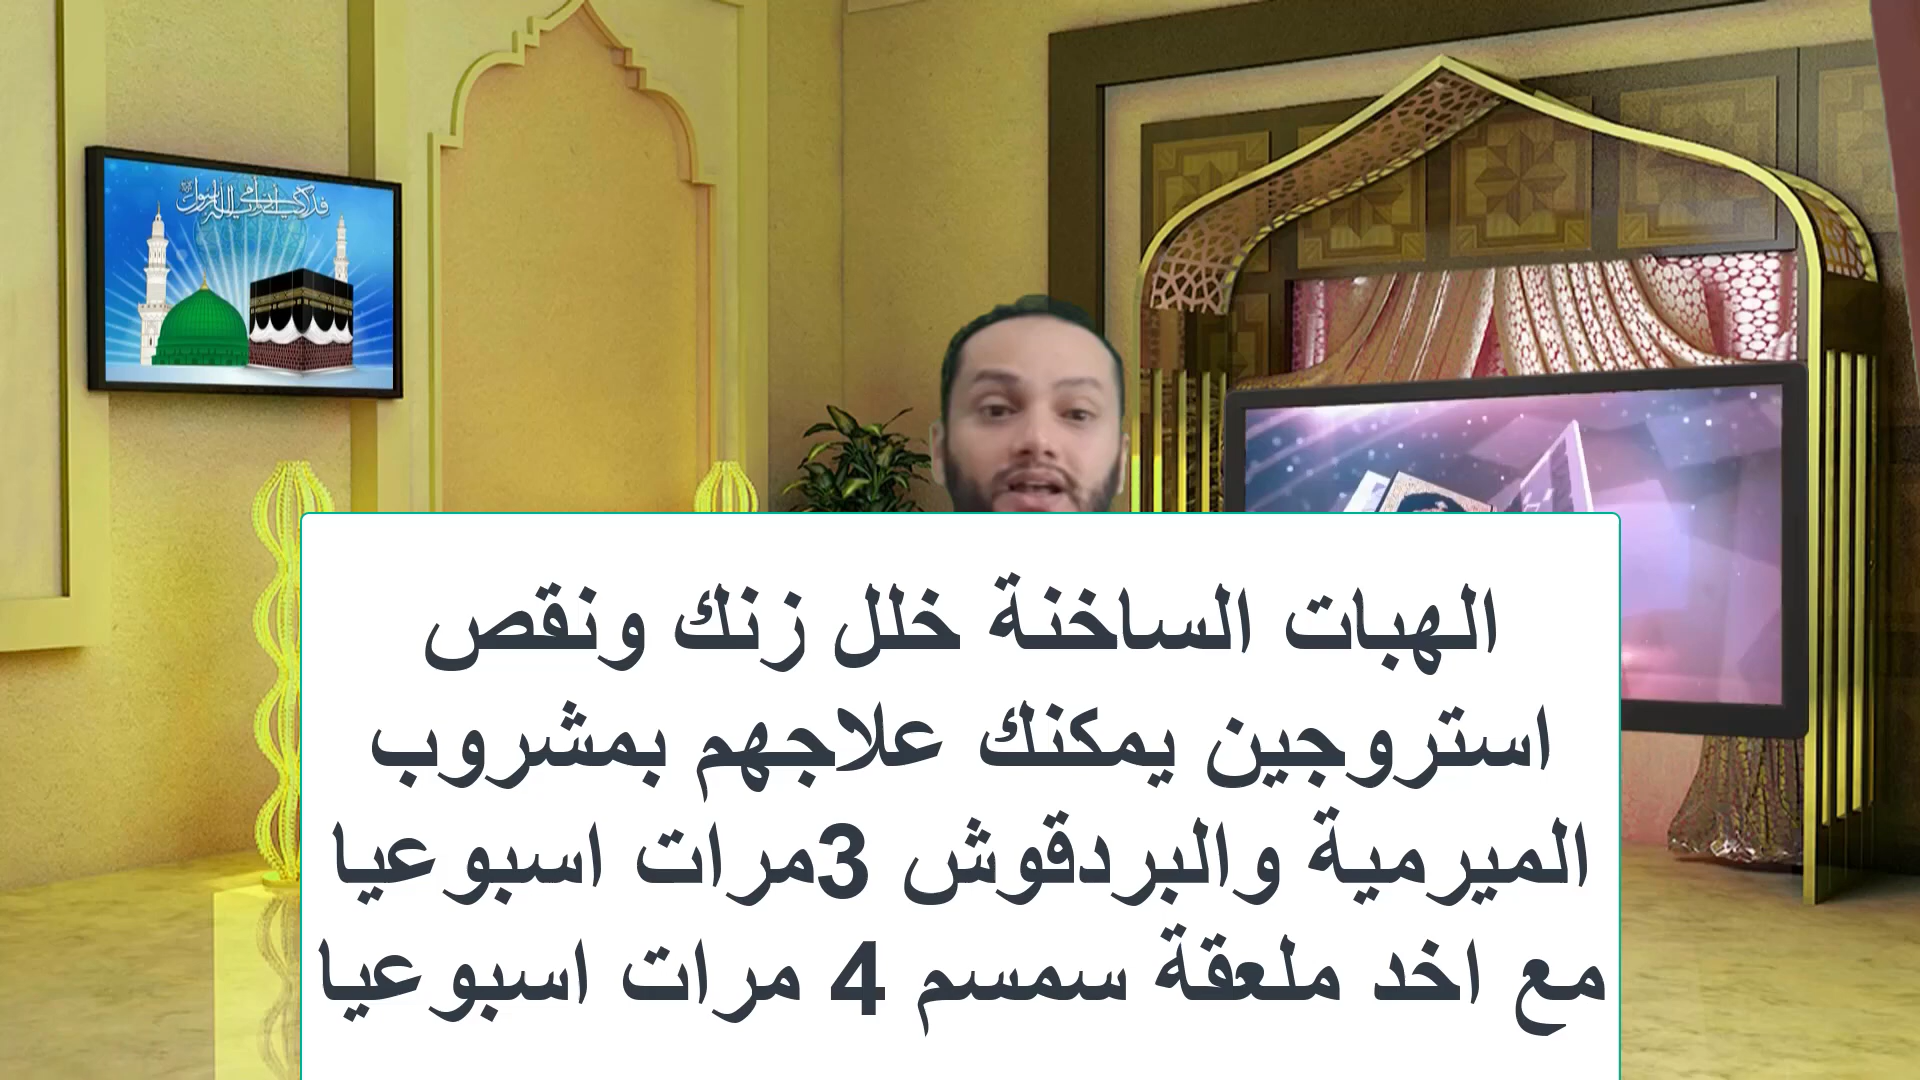 الهبات الساخنة خلل زنك ونقص
استروجين يمكنك علاجهم بمشروب
الميرمية والبردقوش 3مرات اسبوعيا
مع اخد ملعقة سمسم 4 مرات اسبوعيا